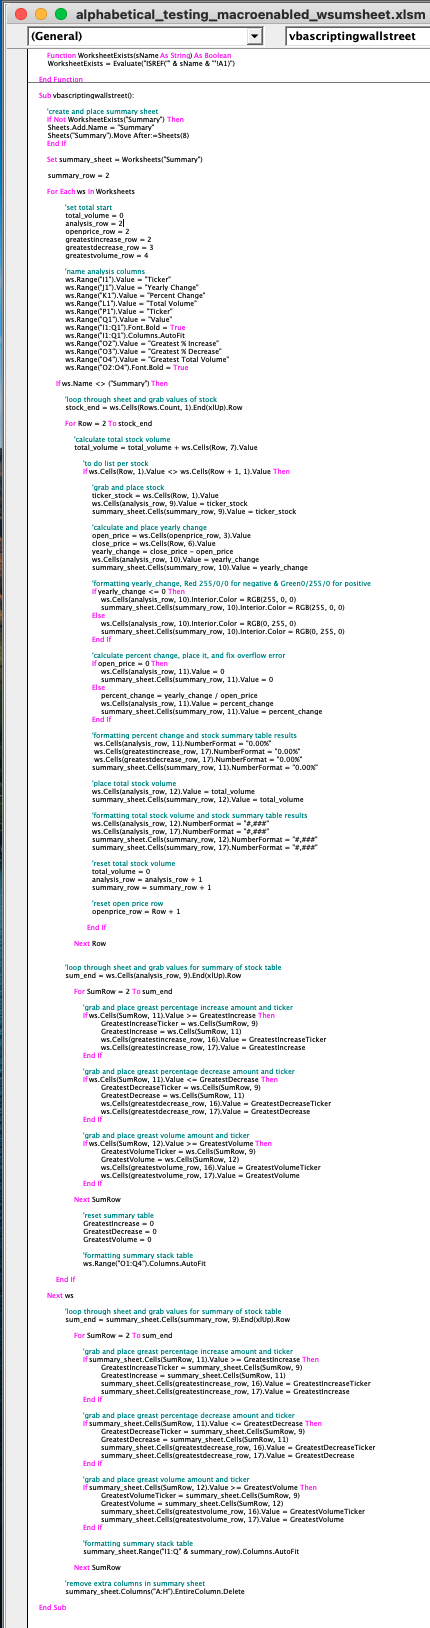 alphabetical_testing_macroenabled_wsumsheet.xlsm
(General)
vbascriptingwallstreet
Function WorksheetExists(sName As String) As Boolean
WorksheetExists = Evaluate("ISREF('" & sName & "'!A1)")
End Function
Sub vbascriptingwallstreet():
'create and place summary sheet
If Not WorksheetExists("Summary") Then
Sheets.Add.Name = "Summary"
Sheets("Summary").Move After:=Sheets(8)
End If
Set summary_sheet = Worksheets("Summary")
summary_row = 2
For Each ws In Worksheets
'set total start
total_volume = 0
analysis_row = 2
openprice_row = 2
greatestincrease_row = 2
greatestdecrease_row = 3
greatestvolume_row = 4
'name analysis columns
ws.Range("I1").Value = "Ticker"
ws.Range("J1").Value = "Yearly Change"
ws.Range("K1").Value = "Percent Change"
ws.Range("L1").Value = "Total Volume"
ws.Range("P1").Value = "Ticker"
ws.Range("Q1").Value = "Value"
ws.Range("I1:Q1").Font.Bold = True
ws.Range("I1:Q1").Columns.AutoFit
ws.Range("O2").Value = "Greatest % Increase"
ws.Range("O3").Value = "Greatest % Decrease"
ws.Range("O4").Value = "Greatest Total Volume"
ws.Range("O2:O4").Font.Bold = True
If ws.Name <> ("Summary") Then
'loop through sheet and grab values of stock
stock_end = ws.Cells(Rows.Count, 1).End(xlUp).Row
For Row = 2 To stock_end
'calculate total stock volume
total_volume = total_volume + ws.Cells(Row, 7).Value
'to do list per stock
If ws.Cells(Row, 1).Value <> ws.Cells(Row + 1, 1).Value Then
'grab and place stock
ticker_stock = ws.Cells(Row, 1).Value
ws.Cells(analysis_row, 9).Value = ticker_stock
summary_sheet.Cells(summary_row, 9).Value = ticker_stock
'calculate and place yearly change
open_price = ws.Cells(openprice_row, 3).Value
close_price = ws.Cells(Row, 6).Value
yearly_change = close_price - open_price
ws.Cells(analysis_row, 10).Value = yearly_change
summary_sheet.Cells(summary_row, 10).Value = yearly_change
'formatting yearly_change, Red 255/0/0 for negative & Green0/255/0 for positive
If yearly_change <= 0 Then
ws.Cells(analysis_row, 10).Interior.Color = RGB(255, 0, 0)
summary_sheet.Cells(summary_row, 10).Interior.Color = RGB(255, 0, 0)
Else
ws.Cells(analysis_row, 10).Interior.Color = RGB(0, 255, 0)
summary_sheet.Cells(summary_row, 10).Interior.Color = RGB(0, 255, 0)
End If
'calculate percent change, place it, and fix overflow error
If open_price = 0 Then
ws.Cells(analysis_row, 11).Value = 0
summary_sheet.Cells(summary_row, 11).Value = 0
Else
percent_change = yearly_change / open_price
ws.Cells(analysis_row, 11).Value = percent_change
summary_sheet.Cells(summary_row, 11).Value = percent_change
End If
'formatting percent change and stock summary table results
ws.Cells(analysis_row, 11).NumberFormat = "0.00%"
ws.Cells(greatestincrease_row, 17).NumberFormat = "0.00%"
ws.Cells(greatestdecrease_row, 17).NumberFormat = "0.00%"
summary_sheet.Cells(summary_row, 11).NumberFormat = "0.00%"
'place total stock volume
ws.Cells(analysis_row, 12).Value = total_volume
summary_sheet.Cells(summary_row, 12).Value = total_volume
'formatting total stock volume and stock summary table results
ws.Cells(analysis_row, 12).NumberFormat = "#,###"
ws.Cells(analysis_row, 17).NumberFormat = "#,###"
summary_sheet.Cells(summary_row, 12).NumberFormat = "#,###"
summary_sheet.Cells(summary_row, 17).NumberFormat = "#,###"
'reset total stock volume
total_volume = 0
analysis_row = analysis_row + 1
summary_row = summary_row + 1
'reset open price row
openprice_row = Row + 1
End If
Next Row
'loop through sheet and grab values for summary of stock table
sum_end = ws.Cells(analysis_row, 9).End(xlUp).Row
For SumRow = 2 To sum_end
'grab and place great percentage increase amount and ticker
If ws.Cells(SumRow, 11).Value >= GreatestIncrease Then
GreatestIncreaseTicker = ws.Cells(SumRow, 9)
GreatestIncrease = ws.Cells(SumRow, 11)
ws.Cells(greatestincrease_row, 16).Value = GreatestIncreaseTicker
ws.Cells(greatestincrease_row, 17).Value = GreatestIncrease
End If
'grab and place great percentage decrease amount and ticker
If ws.Cells(SumRow, 11).Value <= GreatestDecrease Then
GreatestDecreaseTicker = ws.Cells(SumRow, 9)
GreatestDecrease = ws.Cells(SumRow, 11)
ws.Cells(greatestdecrease_row, 16).Value = GreatestDecreaseTicker
ws.Cells(greatestdecrease_row, 17).Value = GreatestDecrease
End If
'grab and place greast volume amount and ticker
If ws.Cells(SumRow, 12).Value >= GreatestVolume Then
GreatestVolumeTicker = ws.Cells(SumRow, 9)
GreatestVolume = ws.Cells(SumRow, 12)
ws.Cells(greatestvolume_row, 16).Value = GreatestVolumeTicker
ws.Cells(greatestvolume_row, 17).Value = GreatestVolume
End If
Next SumRow
'reset summary table
GreatestIncrease = 0
GreatestDecrease = 0
GreatestVolume = 0
'formatting summary stack table
ws.Range("O1:Q4").Columns.AutoFit
End If
Next ws
'loop through sheet and grab values for summary of stock table
sum_end = summary_sheet.Cells(summary_row, 9).End(xlUp).Row
For SumRow = 2 To sum_end
'grab and place great percentage increase amount and ticker
If summary_sheet.Cells(SumRow, 11).Value >= GreatestIncrease Then
GreatestIncreaseTicker = summary_sheet.Cells(SumRow, 9)
GreatestIncrease = summary_sheet.Cells(SumRow, 11)
summary_sheet.Cells(greatestincrease_row, 16).Value = GreatestIncreaseTicker
summary_sheet.Cells(greatestincrease_row, 17).Value = GreatestIncrease
End If
'grab and place great percentage decrease amount and ticker
If summary_sheet.Cells(SumRow, 11).Value <= GreatestDecrease Then
GreatestDecreaseTicker = summary_sheet.Cells(SumRow, 9)
GreatestDecrease = summary_sheet.Cells(SumRow, 11)
summary_sheet.Cells(greatestdecrease_row, 16).Value = GreatestDecreaseTicker
summary_sheet.Cells(greatestdecrease_row, 17).Value = GreatestDecrease
End If
'grab and place greast volume amount and ticker
If summary_sheet.Cells(SumRow, 12).Value >= GreatestVolume Then
GreatestVolumeTicker = summary_sheet.Cells(SumRow, 9)
GreatestVolume = summary_sheet.Cells(SumRow, 12)
summary_sheet.Cells(greatestvolume_row, 16).Value = GreatestVolumeTicker
summary_sheet.Cells(greatestvolume_row, 17).Value = GreatestVolume
End If
'formatting summary stack table
summary_sheet.Range("I1:Q" & summary_row).Columns.AutoFit
Next SumRow
'remove extra columns in summary sheet
summary_sheet.Columns("A:H").EntireColumn.Delete
End Sub